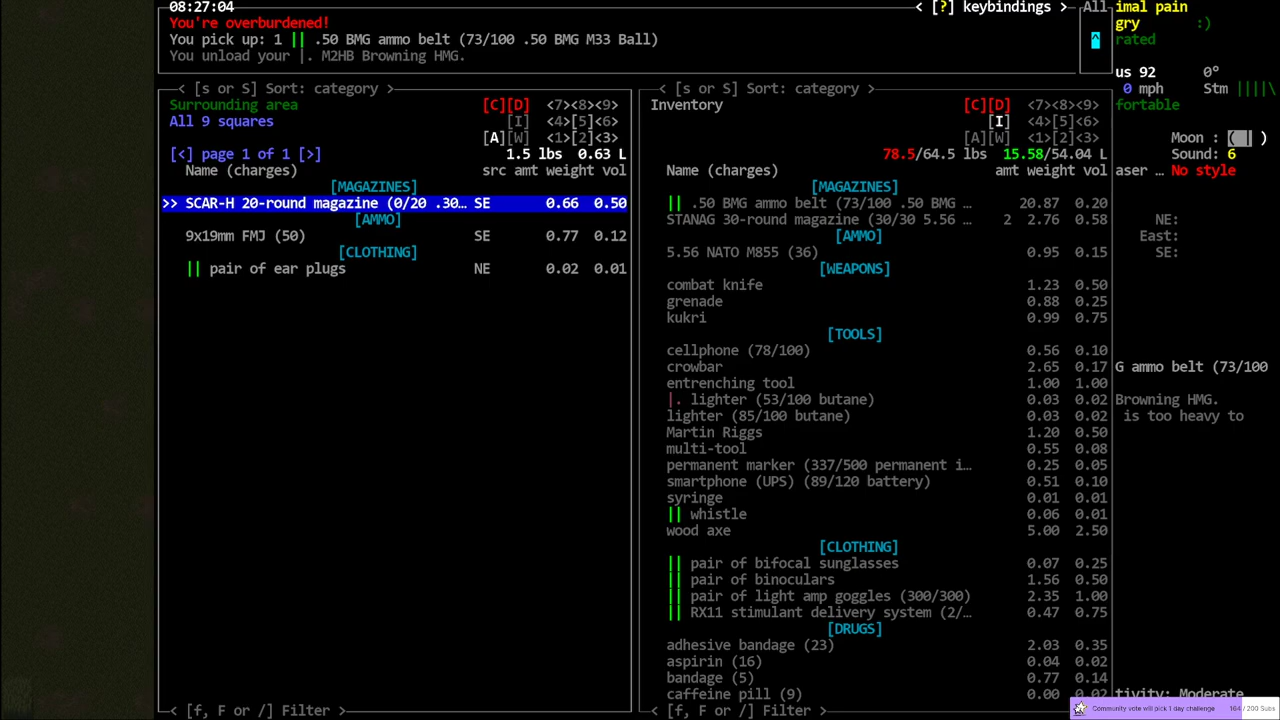 08:27:04
< [?] keybindings >
All
imal pain
You're overburdened!
gry :)
You pick up: 1 || .50 BMG ammo belt (73/100 .50 BMG M33 Ball)
^
rated
You unload your |. M2HB Browning HMG.
us 92 0°
0 mph Stm ||||\
< [s or S] Sort: category >
Surrounding area [C][D] <7><8><9>
All 9 squares [I] <4>[5]<6>
[A][W] <1>[2]<3>
[<] page 1 of 1 [>] 1.5 lbs 0.63 L
Name (charges) src amt weight vol
[MAGAZINES]
>> SCAR-H 20-round magazine (0/20 .30… SE 0.66 0.50
[AMMO]
9x19mm FMJ (50) SE 0.77 0.12
[CLOTHING]
|| pair of ear plugs NE 0.02 0.01
< [f, F or /] Filter >
< [s or S] Sort: category >
Inventory [C][D] <7><8><9>
[I] <4>[5]<6>
[A][W] <1>[2]<3>
78.5/64.5 lbs 15.58/54.04 L
Name (charges) amt weight vol
[MAGAZINES]
|| .50 BMG ammo belt (73/100 .50 BMG … 20.87 0.20
STANAG 30-round magazine (30/30 5.56 … 2 2.76 0.58
[AMMO]
5.56 NATO M855 (36) 0.95 0.15
[WEAPONS]
combat knife 1.23 0.50
grenade 0.88 0.25
kukri 0.99 0.75
[TOOLS]
cellphone (78/100) 0.56 0.10
crowbar 2.65 0.17
entrenching tool 1.00 1.00
|. lighter (53/100 butane) 0.03 0.02
lighter (85/100 butane) 0.03 0.02
Martin Riggs 1.20 0.50
multi-tool 0.55 0.08
permanent marker (337/500 permanent i… 0.25 0.05
smartphone (UPS) (89/120 battery) 0.51 0.10
syringe 0.01 0.01
|| whistle 0.06 0.01
wood axe 5.00 2.50
[CLOTHING]
|| pair of bifocal sunglasses 0.07 0.25
|| pair of binoculars 1.56 0.50
|| pair of light amp goggles (300/300) 2.35 1.00
|| RX11 stimulant delivery system (2/… 0.47 0.75
[DRUGS]
adhesive bandage (23) 2.03 0.35
aspirin (16) 0.04 0.02
bandage (5) 0.77 0.14
caffeine pill (9) 0.00 0.02
< [f, F or /] Filter >
fortable
Moon : ( )
Sound: 6
aser … No style
NE:
East:
SE:
G ammo belt (73/100
Browning HMG.
is too heavy to
tivity: Moderate
Community vote will pick 1 day challenge 164 / 200 Subs